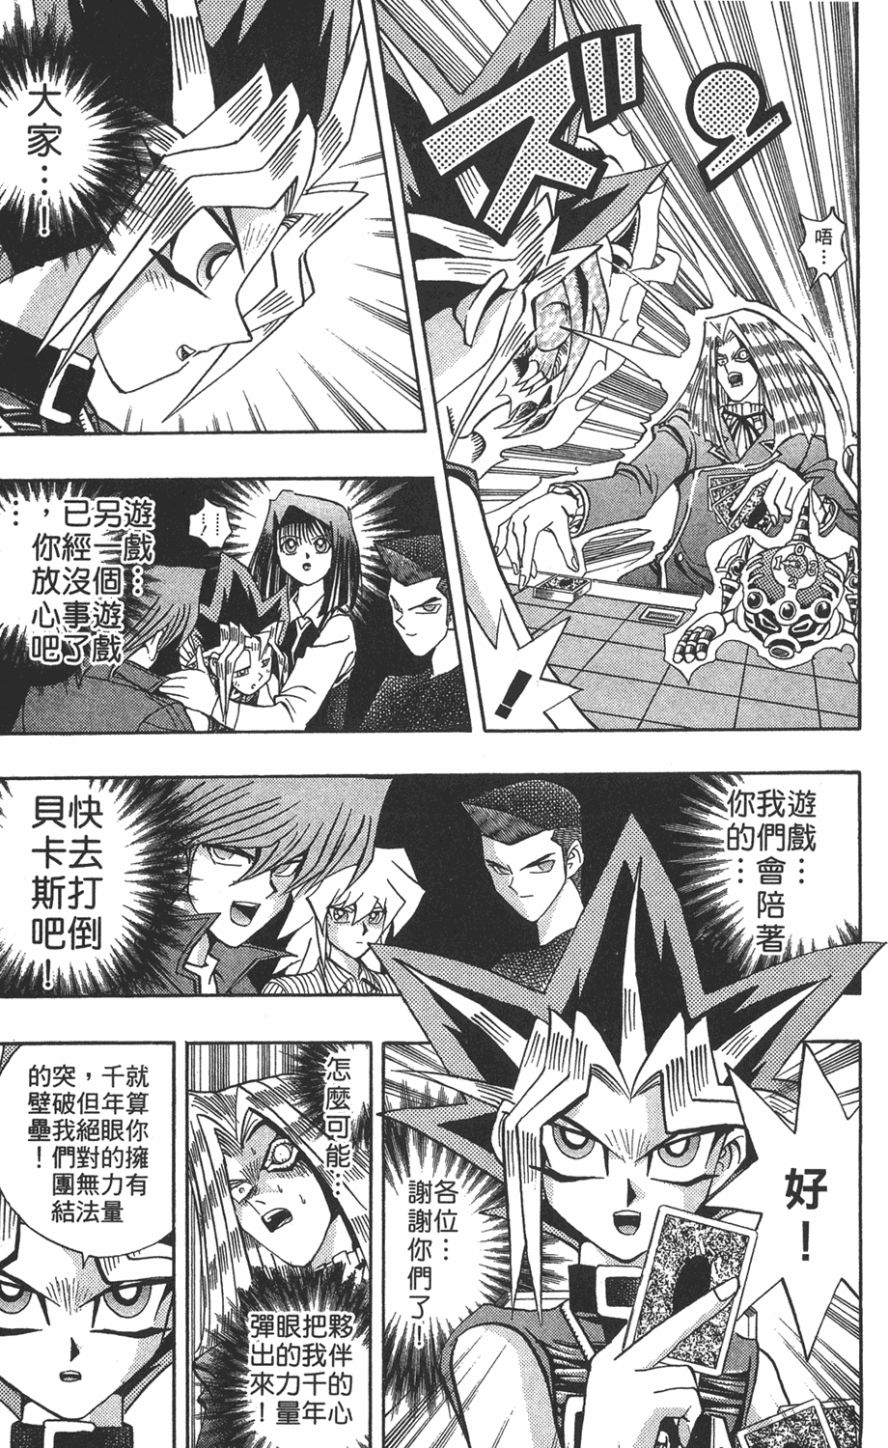 ズズ
唔…
！
大家…！
遊戲…
另一個遊戲
已經沒事了
，你放心吧
…
……
遊戲…
我們會陪著
你的…
快去打倒
貝卡斯吧！
好！
各位…
謝謝你們了！
怎麼可能…
夥伴的心
把我千年
眼的力量
彈出來！
就算你擁有
千年眼的力量
，但絕對無法
突破我們團結
的壁壘！